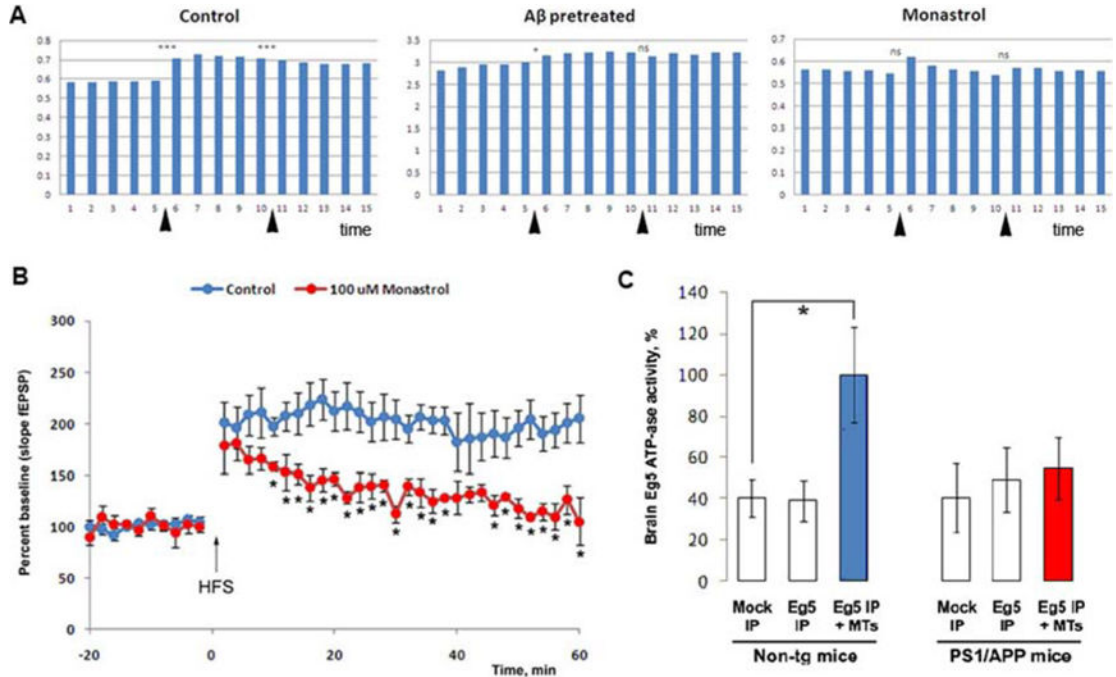 A
Control
Aβ pretreated
Monastrol
0.8
0.7
0.6
0.5
0.4
0.3
0.2
0.1
0
***
***
1 2 3 4 5 6 7 8 9 10 11 12 13 14 15
time
3.5
3
2.5
2
1.5
1
0.5
0
*
ns
1 2 3 4 5 6 7 8 9 10 11 12 13 14 15
time
0.7
0.6
0.5
0.4
0.3
0.2
0.1
0
ns
ns
1 2 3 4 5 6 7 8 9 10 11 12 13 14 15
time
B
Control
100 uM Monastrol
Percent baseline (slope fEPSP)
300
250
200
150
100
50
0
HFS
-20 0 20 40 60
Time, min
C
Brain Eg5 ATP-ase activity, %
140
120
100
80
60
40
20
0
*
Mock Eg5 Eg5 IP Mock Eg5 Eg5 IP
IP IP + MTs IP IP + MTs
Non-tg mice PS1/APP mice